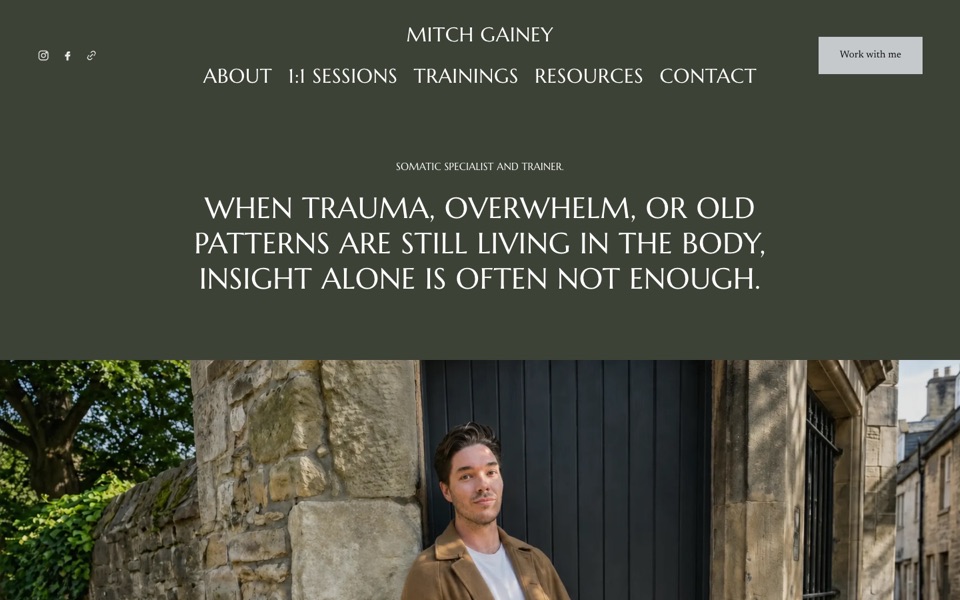 MITCH GAINEY
ABOUT 1:1 SESSIONS TRAININGS RESOURCES CONTACT
Work with me
SOMATIC SPECIALIST AND TRAINER.
WHEN TRAUMA, OVERWHELM, OR OLD
PATTERNS ARE STILL LIVING IN THE BODY,
INSIGHT ALONE IS OFTEN NOT ENOUGH.